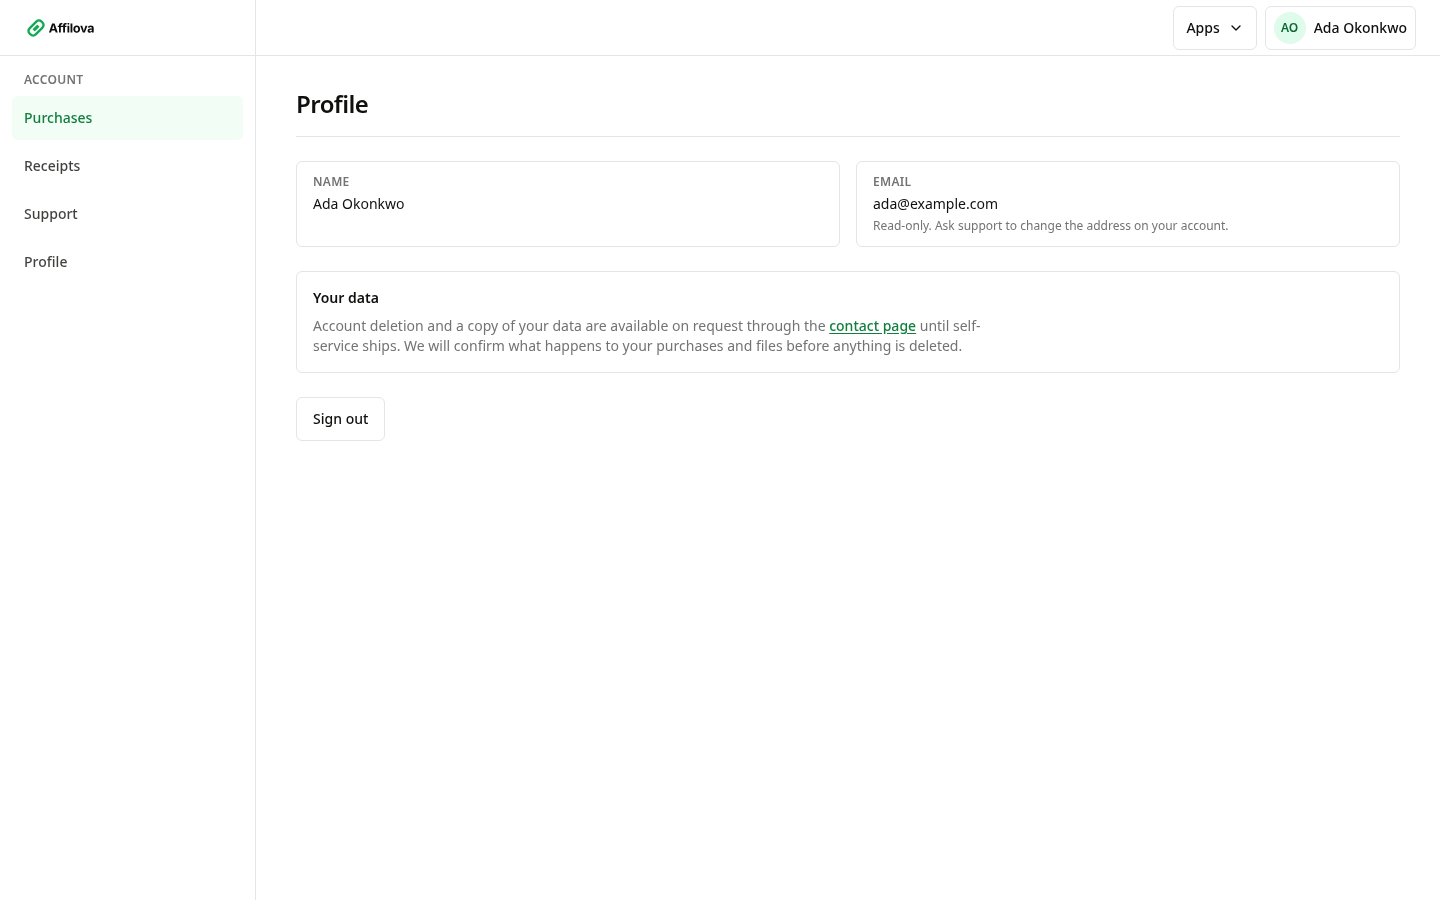 Affilova
Apps
AO
Ada Okonkwo
ACCOUNT
Purchases
Receipts
Support
Profile
Profile
NAME
Ada Okonkwo
EMAIL
ada@example.com
Read-only. Ask support to change the address on your account.
Your data
Account deletion and a copy of your data are available on request through the contact page until self-
service ships. We will confirm what happens to your purchases and files before anything is deleted.
Sign out